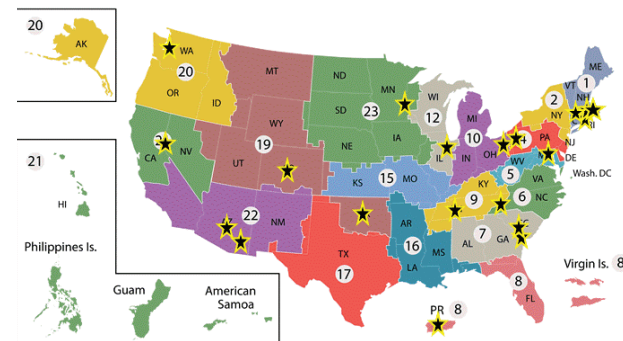 20
AK
WA
20
OR
ID
MT
ND
MN
SD
23
WY
NE
IA
WI
12
IL
MI
10
IN
OH
ME
VT
1
NH
2
NY
PA
NJ
DE
Wash. DC
WV
5
VA
6
NC
KY
9
CA
NV
UT
19
KS
15
MO
22
NM
TX
17
AR
16
LA
MS
AL
7
GA
8
FL
21
HI
Philippines Is.
Guam
American
Samoa
PR
8
Virgin Is.
8